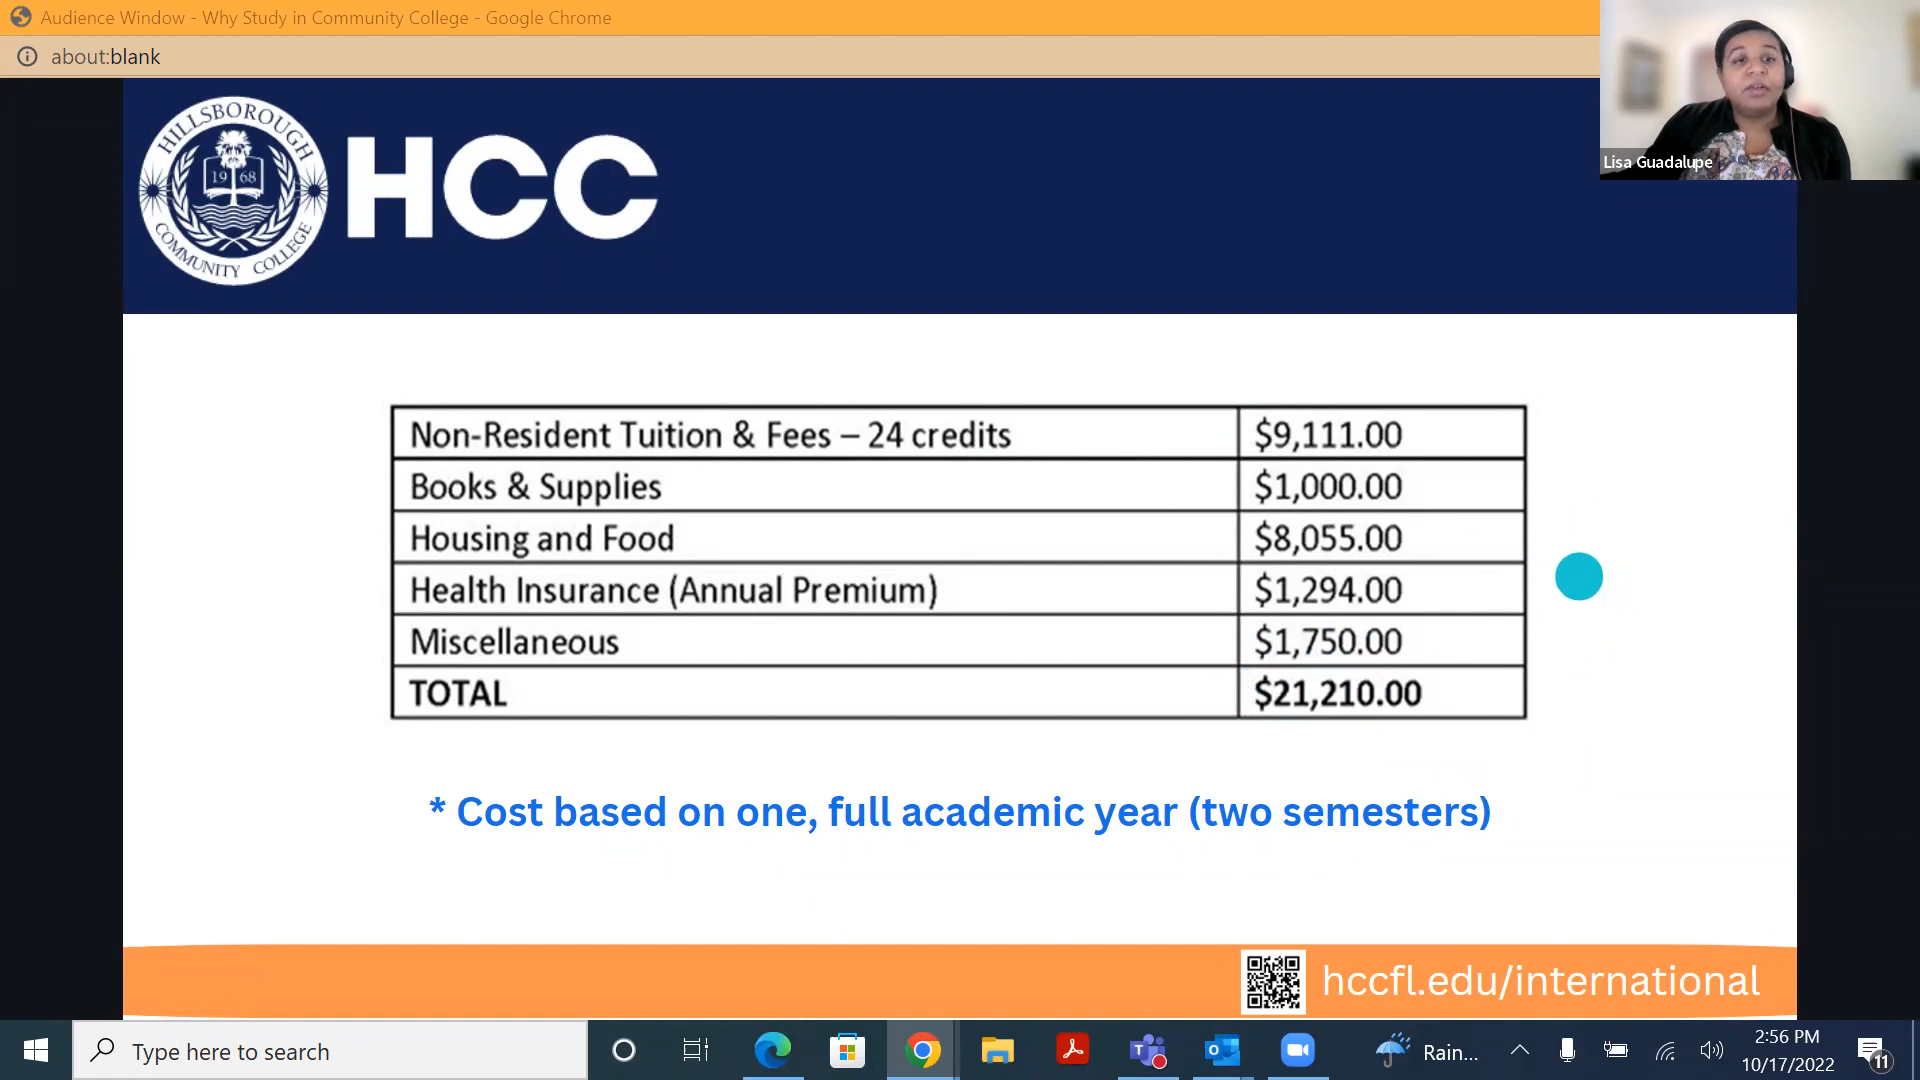 Audience Window - Why Study in Community College - Google Chrome
about:blank
Lisa Guadalupe
HILLSBOROUGH
19 68
COMMUNITY COLLEGE
HCC
Non-Resident Tuition & Fees – 24 credits $9,111.00
Books & Supplies $1,000.00
Housing and Food $8,055.00
Health Insurance (Annual Premium) $1,294.00
Miscellaneous $1,750.00
TOTAL $21,210.00
* Cost based on one, full academic year (two semesters)
hccfl.edu/international
Type here to search
Rain...
2:56 PM
10/17/2022
11